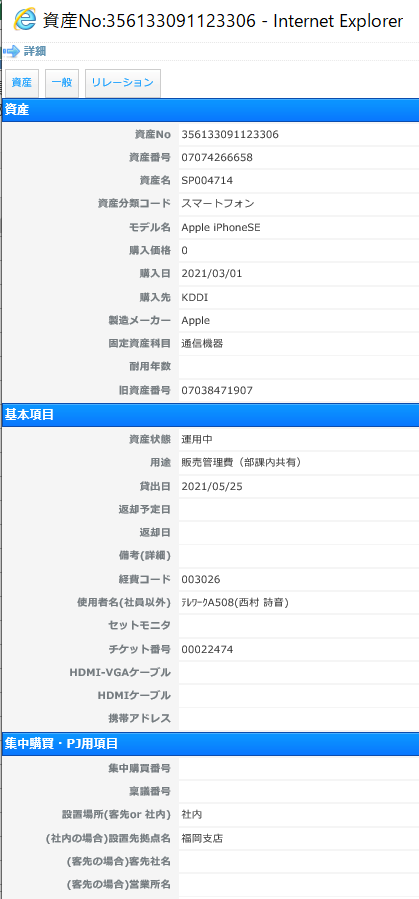 資産No:356133091123306 - Internet Explorer
詳細
資産 一般 リレーション
資産
資産No 356133091123306
資産番号 07074266658
資産名 SP004714
資産分類コード スマートフォン
モデル名 Apple iPhoneSE
購入価格 0
購入日 2021/03/01
購入先 KDDI
製造メーカー Apple
固定資産科目 通信機器
耐用年数
旧資産番号 07038471907
基本項目
資産状態 運用中
用途 販売管理費（部課内共有）
貸出日 2021/05/25
返却予定日
返却日
備考(詳細)
経費コード 003026
使用者名(社員以外) ﾃﾚﾜｰｸA508(西村 詩音)
セットモニタ
チケット番号 00022474
HDMI-VGAケーブル
HDMIケーブル
携帯アドレス
集中購買・PJ用項目
集中購買番号
稟議番号
設置場所(客先or 社内) 社内
(社内の場合)設置先拠点名 福岡支店
(客先の場合)客先社名
(客先の場合)営業所名